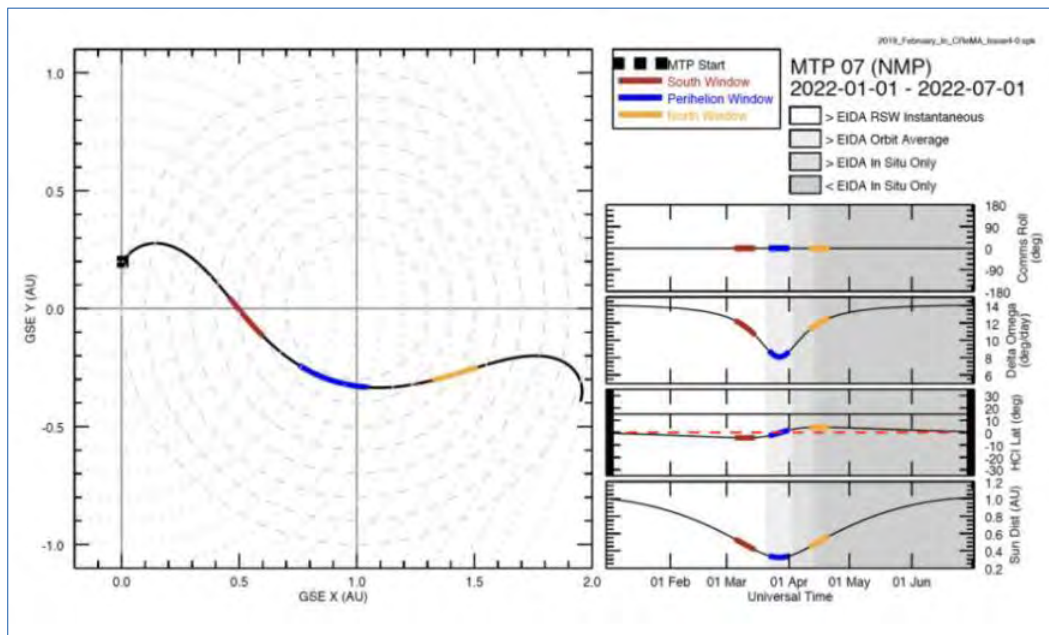 2019_February_ln_CReMA_Issue4-0.spk
MTP Start
South Window
Perihelion Window
North Window
MTP 07 (NMP)
2022-01-01 - 2022-07-01
> EIDA RSW Instantaneous
> EIDA Orbit Average
> EIDA In Situ Only
< EIDA In Situ Only
1.0
0.5
0.0
-0.5
-1.0
GSE Y (AU)
0.0 0.5 1.0 1.5 2.0
GSE X (AU)
180
90
0
-90
-180
Comms Roll
(deg)
14
12
10
8
6
Delta Omega
(deg/day)
30
20
10
0
-10
-20
-30
HCI Lat (deg)
1.2
1.0
0.8
0.6
0.4
0.2
Sun Dist (AU)
01 Feb 01 Mar 01 Apr 01 May 01 Jun
Universal Time